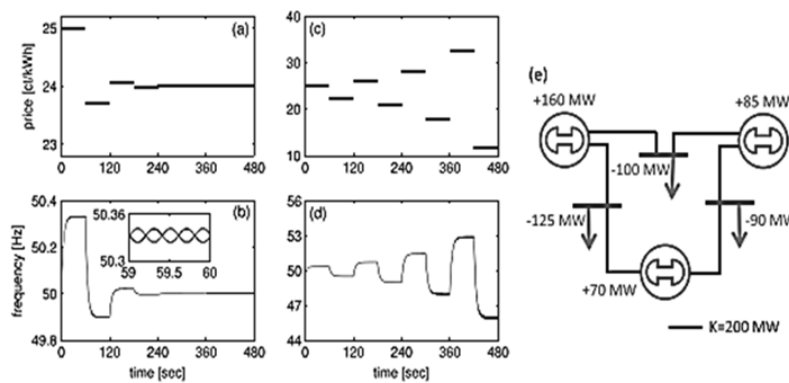 (a)
25
24
23
price [ct/kWh]
0 120 240 360 480
(b)
50.4
50.2
50
49.8
frequency [Hz]
50.36
50.3
59 59.5 60
0 120 240 360 480
time [sec]
(c)
40
30
20
10
0 120 240 360 480
(d)
56
53
50
47
44
0 120 240 360 480
time [sec]
(e)
+160 MW
+85 MW
-100 MW
-125 MW
-90 MW
+70 MW
K=200 MW